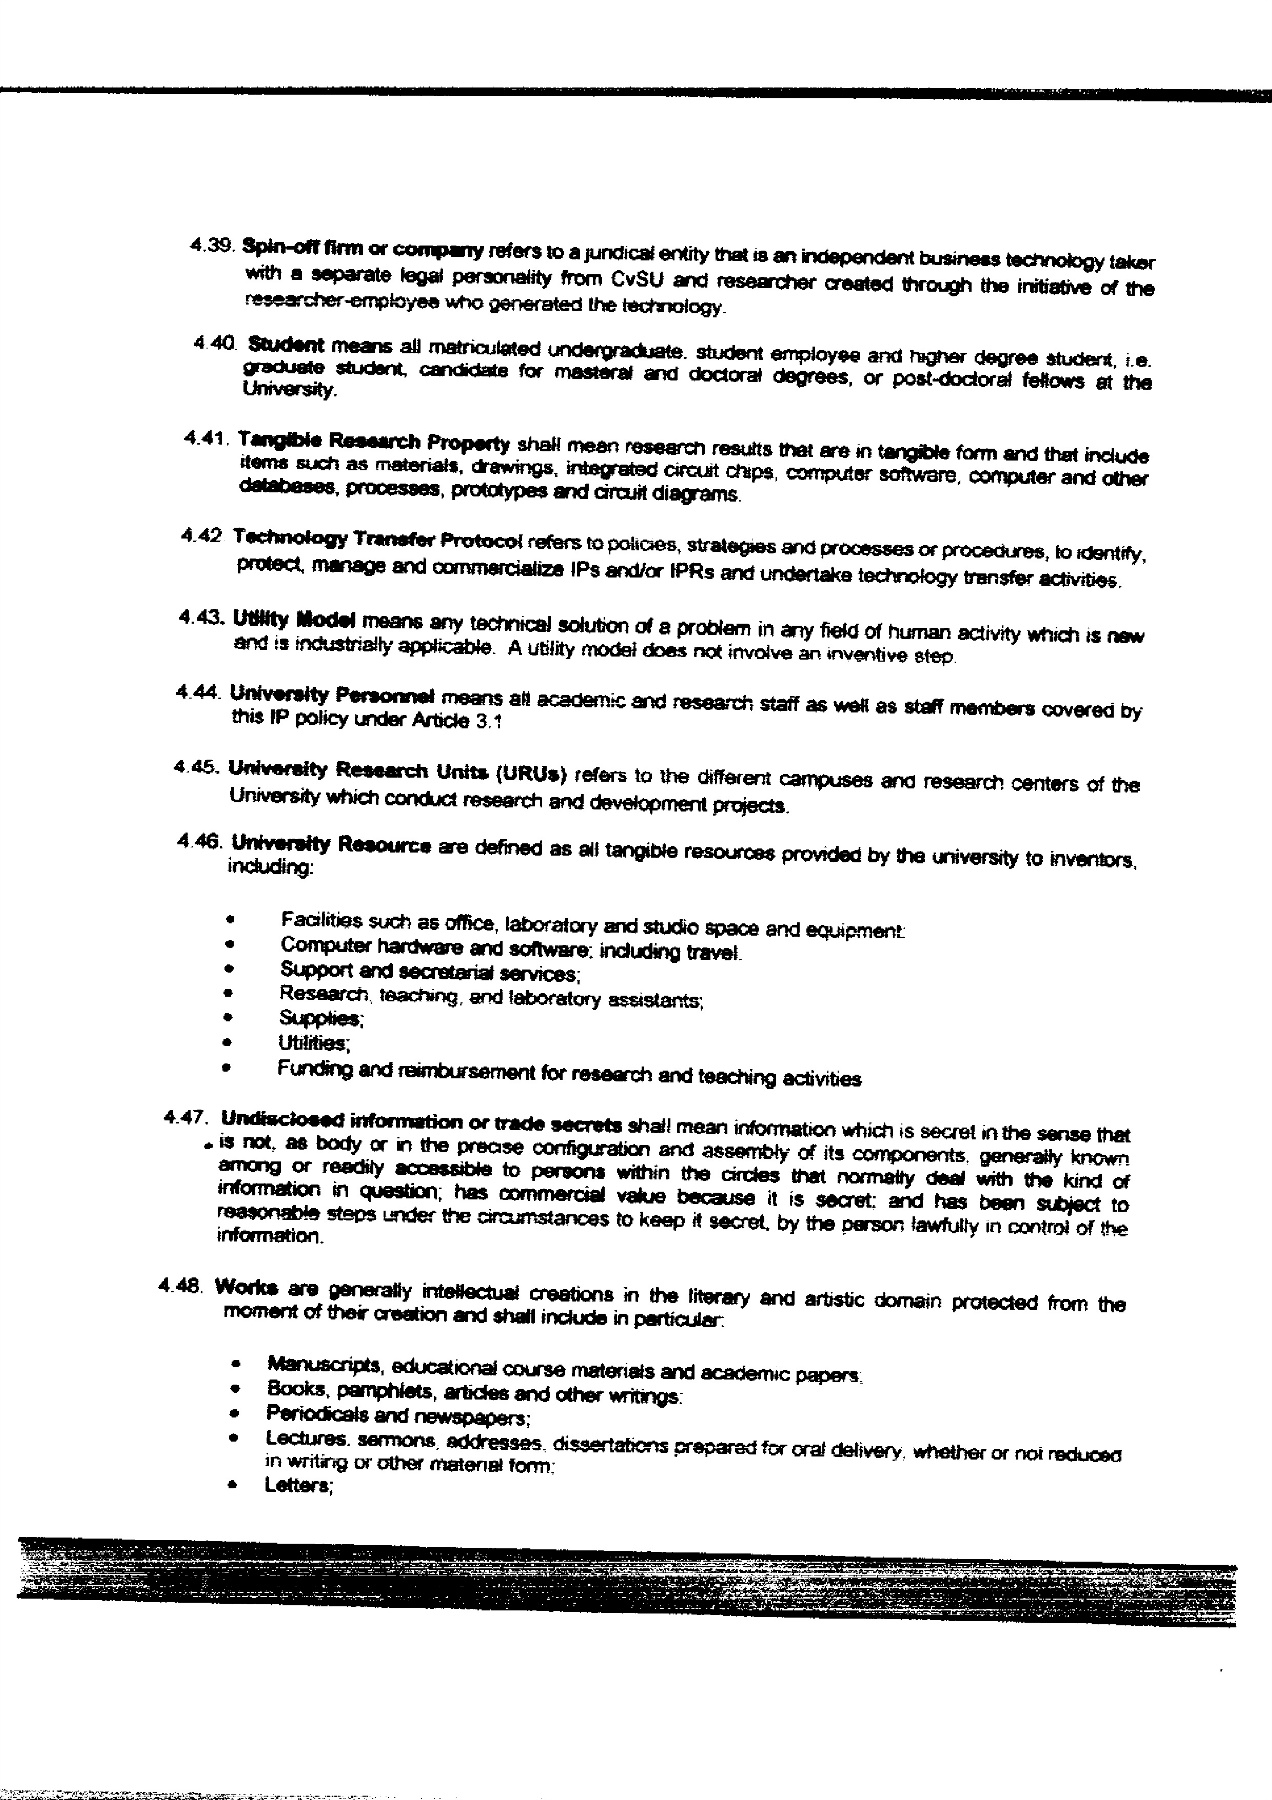 4.39. Spin-off firm or company refers to a juridical entity that is an independent business technology taker
with a separate legal personality from CvSU and researcher created through the initiative of the
researcher-employee who generated the technology.
4.40. Student means all matriculated undergraduate, student employee and higher degree student, i.e.
graduate student, candidate for masteral and doctoral degrees, or post-doctoral fellows at the
University.
4.41. Tangible Research Property shall mean research results that are in tangible form and that include
items such as materials, drawings, integrated circuit chips, computer software, computer and other
databases, processes, prototypes and circuit diagrams.
4.42 Technology Transfer Protocol refers to policies, strategies and processes or procedures, to identify,
protect, manage and commercialize IPs and/or IPRs and undertake technology transfer activities.
4.43. Utility Model means any technical solution of a problem in any field of human activity which is new
and is industrially applicable. A utility model does not involve an inventive step.
4.44. University Personnel means all academic and research staff as well as staff members covered by
this IP policy under Article 3.1
4.45. University Research Units (URUs) refers to the different campuses and research centers of the
University which conduct research and development projects.
4.46. University Resource are defined as all tangible resources provided by the university to inventors,
including:
• Facilities such as office, laboratory and studio space and equipment:
• Computer hardware and software; including travel.
• Support and secretarial services;
• Research, teaching, and laboratory assistants;
• Supplies;
• Utilities;
• Funding and reimbursement for research and teaching activities
4.47. Undisclosed information or trade secrets shall mean information which is secret in the sense that
is not, as body or in the precise configuration and assembly of its components, generally known
among or readily accessible to persons within the circles that normally deal with the kind of
information in question; has commercial value because it is secret; and has been subject to
reasonable steps under the circumstances to keep it secret, by the person lawfully in control of the
information.
4.48. Works are generally intellectual creations in the literary and artistic domain protected from the
moment of their creation and shall include in particular:
• Manuscripts, educational course materials and academic papers;
• Books, pamphlets, articles and other writings;
• Periodicals and newspapers;
• Lectures, sermons, addresses, dissertations prepared for oral delivery, whether or not reduced
in writing or other material form;
• Letters;